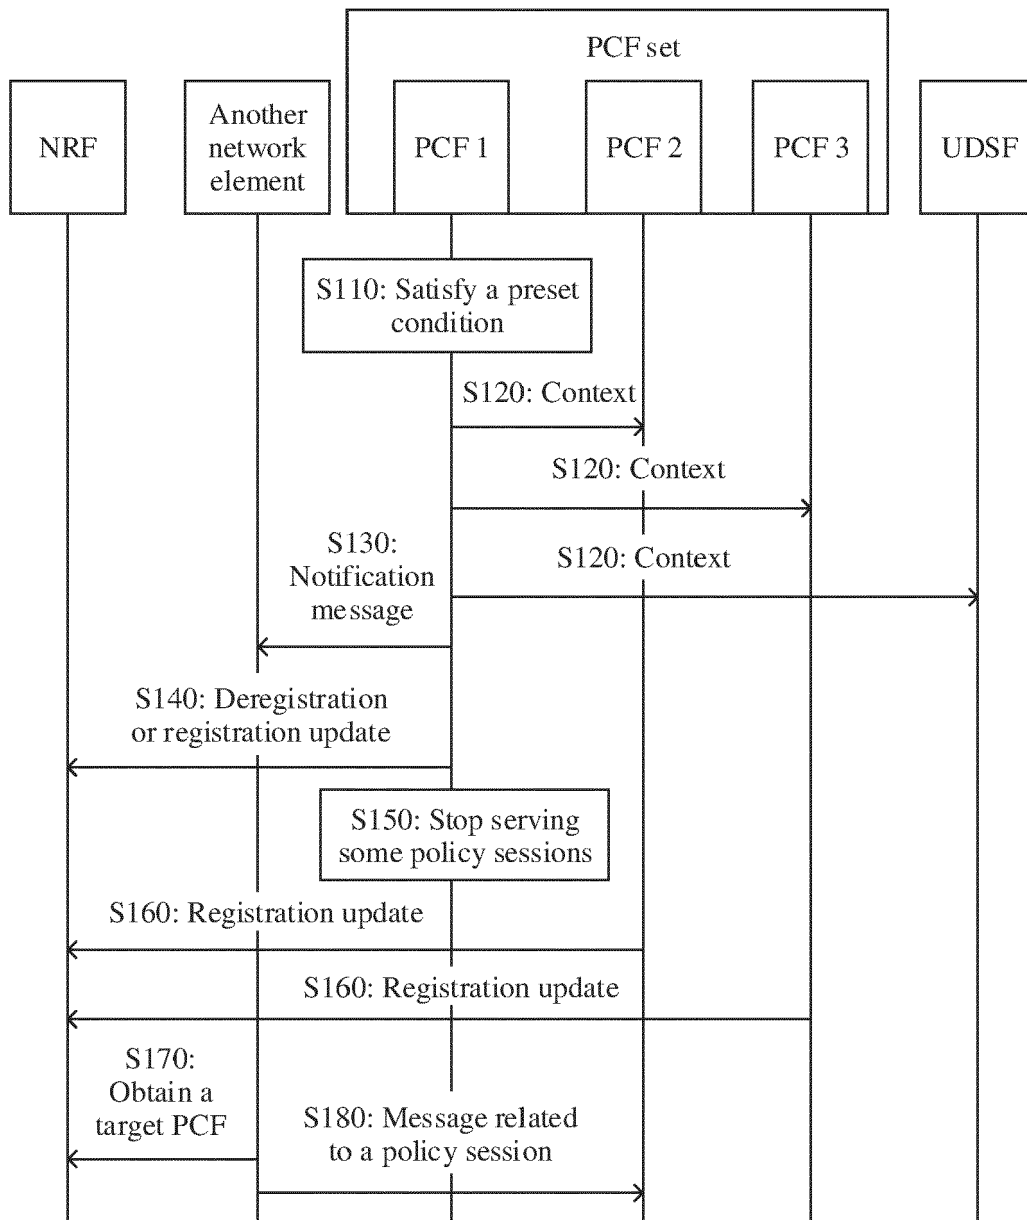 PCF set
NRF
Another
network
element
PCF 1
PCF 2
PCF 3
UDSF
S110: Satisfy a preset
condition
S120: Context
S120: Context
S130:
Notification
message
S120: Context
S140: Deregistration
or registration update
S150: Stop serving
some policy sessions
S160: Registration update
S160: Registration update
S170:
Obtain a
target PCF
S180: Message related
to a policy session